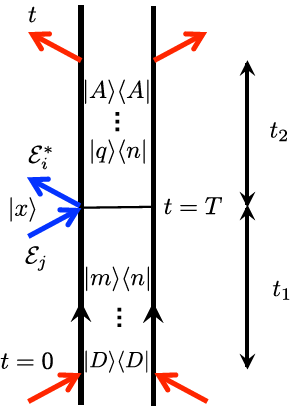 t
|A⟩⟨A|
⋮
|q⟩⟨n|
t₂
ℰᵢ*
|x⟩
t = T
ℰⱼ
|m⟩⟨n|
t₁
⋮
t = 0
|D⟩⟨D|